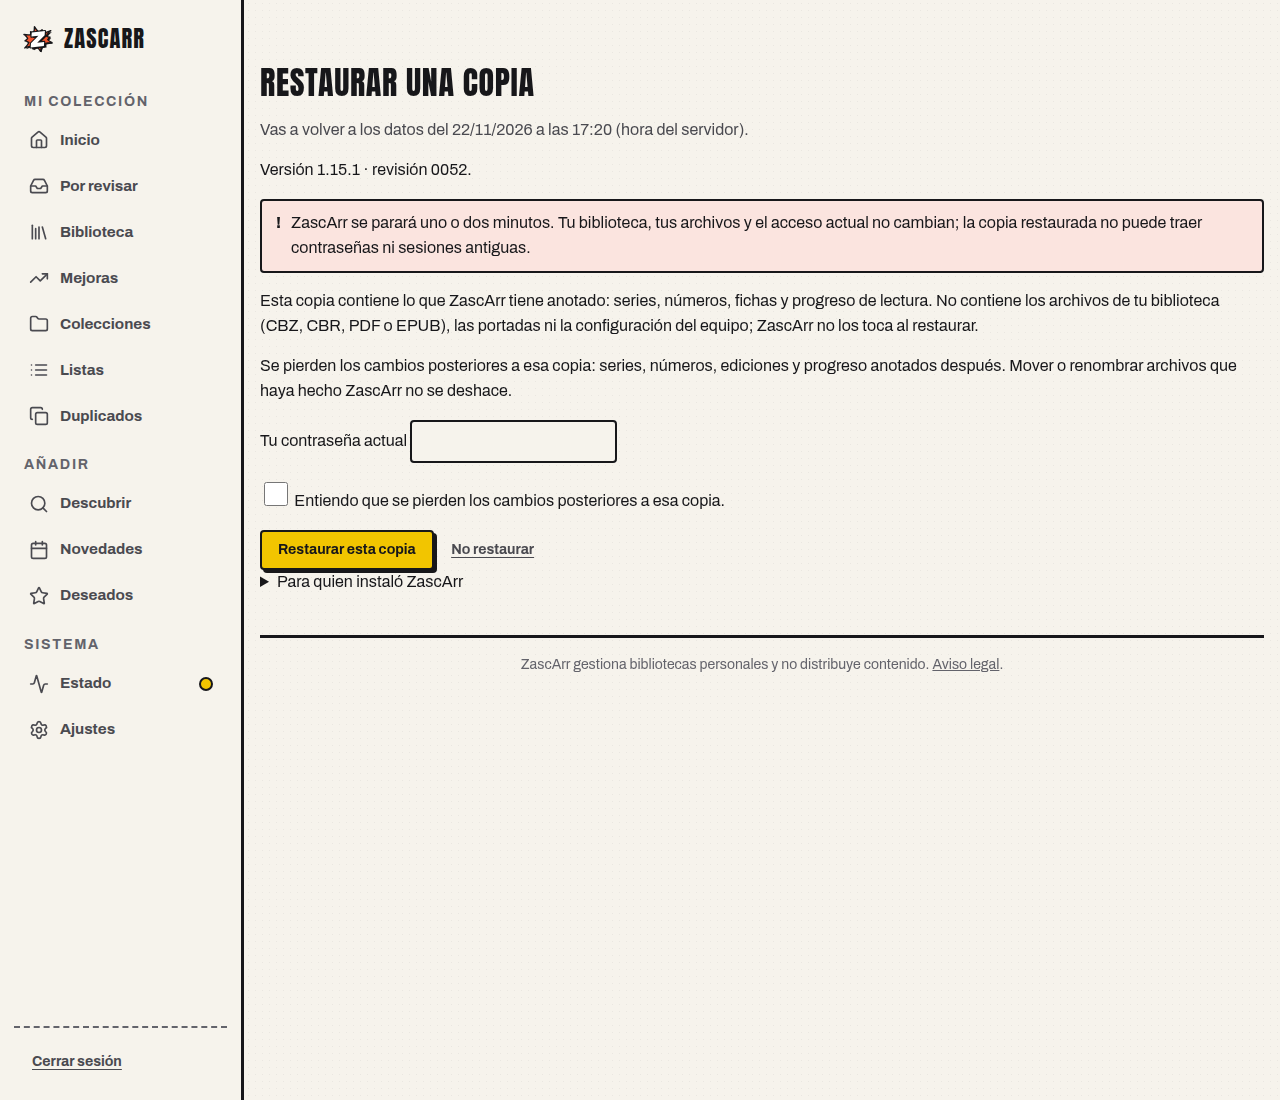 ZASCARR
MI COLECCIÓN
Inicio
Por revisar
Biblioteca
Mejoras
Colecciones
Listas
Duplicados
AÑADIR
Descubrir
Novedades
Deseados
SISTEMA
Estado
Ajustes
Cerrar sesión
RESTAURAR UNA COPIA
Vas a volver a los datos del 22/11/2026 a las 17:20 (hora del servidor).
Versión 1.15.1 · revisión 0052.
! ZascArr se parará uno o dos minutos. Tu biblioteca, tus archivos y el acceso actual no cambian; la copia restaurada no puede traer
contraseñas ni sesiones antiguas.
Esta copia contiene lo que ZascArr tiene anotado: series, números, fichas y progreso de lectura. No contiene los archivos de tu biblioteca
(CBZ, CBR, PDF o EPUB), las portadas ni la configuración del equipo; ZascArr no los toca al restaurar.
Se pierden los cambios posteriores a esa copia: series, números, ediciones y progreso anotados después. Mover o renombrar archivos que
haya hecho ZascArr no se deshace.
Tu contraseña actual
Entiendo que se pierden los cambios posteriores a esa copia.
Restaurar esta copia No restaurar
Para quien instaló ZascArr
ZascArr gestiona bibliotecas personales y no distribuye contenido. Aviso legal.